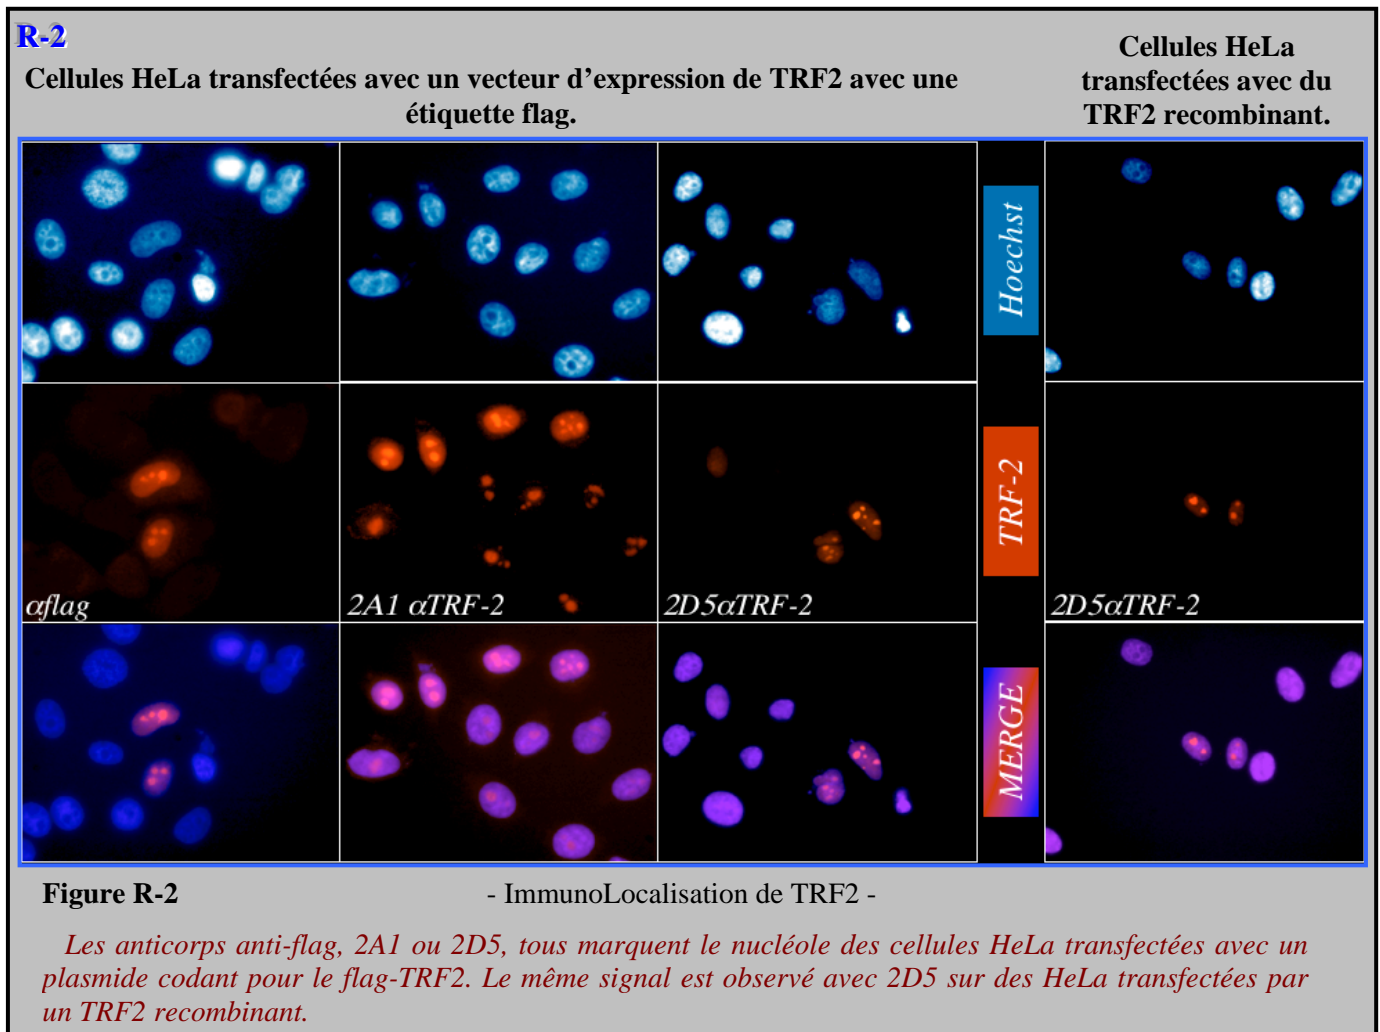 R-2
Cellules HeLa transfectées avec un vecteur d’expression de TRF2 avec une
étiquette flag.
Cellules HeLa
transfectées avec du
TRF2 recombinant.
Hoechst
αflag
2A1 αTRF-2
2D5αTRF-2
TRF-2
2D5αTRF-2
MERGE
Figure R-2
- ImmunoLocalisation de TRF2 -
Les anticorps anti-flag, 2A1 ou 2D5, tous marquent le nucléole des cellules HeLa transfectées avec un
plasmide codant pour le flag-TRF2. Le même signal est observé avec 2D5 sur des HeLa transfectées par
un TRF2 recombinant.